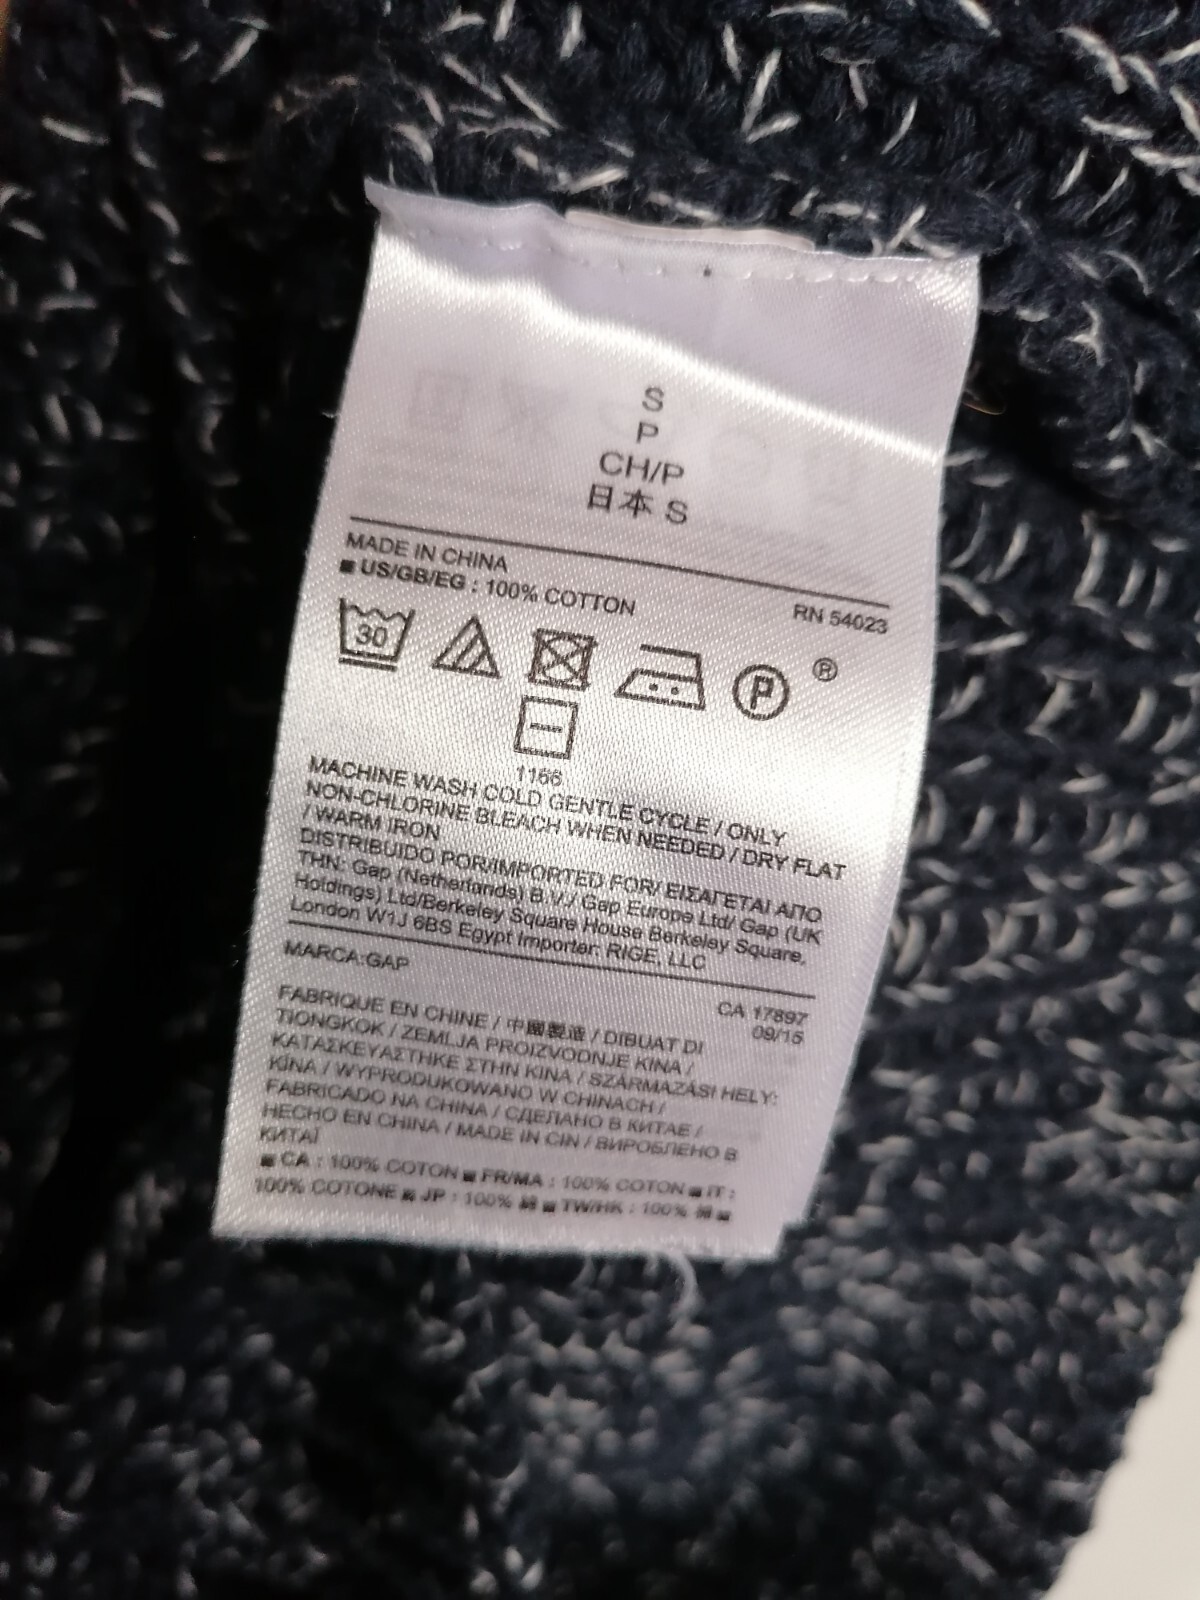 S
P
CH/P
日本 S
MADE IN CHINA
■ US/GB/EG : 100% COTTON
RN 54023
30
P
®
1166
MACHINE WASH COLD GENTLE CYCLE / ONLY
NON-CHLORINE BLEACH WHEN NEEDED / DRY FLAT
/ WARM IRON
DISTRIBUIDO POR/IMPORTED FOR/ ΕΙΣΑΓΕΤΑΙ ΑΠΟ
THN: Gap (Netherlands) B.V./ Gap Europe Ltd/ Gap (UK
Holdings) Ltd/Berkeley Square House Berkeley Square,
London W1J 6BS Egypt Importer: RIGE, LLC
MARCA:GAP
CA 17897
09/15
FABRIQUE EN CHINE / 中國製造 / DIBUAT DI
TIONGKOK / ZEMLJA PROIZVODNJE KINA /
ΚΑΤΑΣΚΕΥΑΣΤΗΚΕ ΣΤΗΝ ΚΙΝΑ / SZÁRMAZÁSI HELY:
KÍNA / WYPRODUKOWANO W CHINACH /
FABRICADO NA CHINA / СДЕЛАНО В КИТАЕ /
HECHO EN CHINA / MADE IN CIN / ВИРОБЛЕНО В
КИТАЇ
■ CA : 100% COTON ■ FR/MA : 100% COTON ■ IT :
100% COTONE ■ JP : 100% 綿 ■ TW/HK : 100% 棉 ■